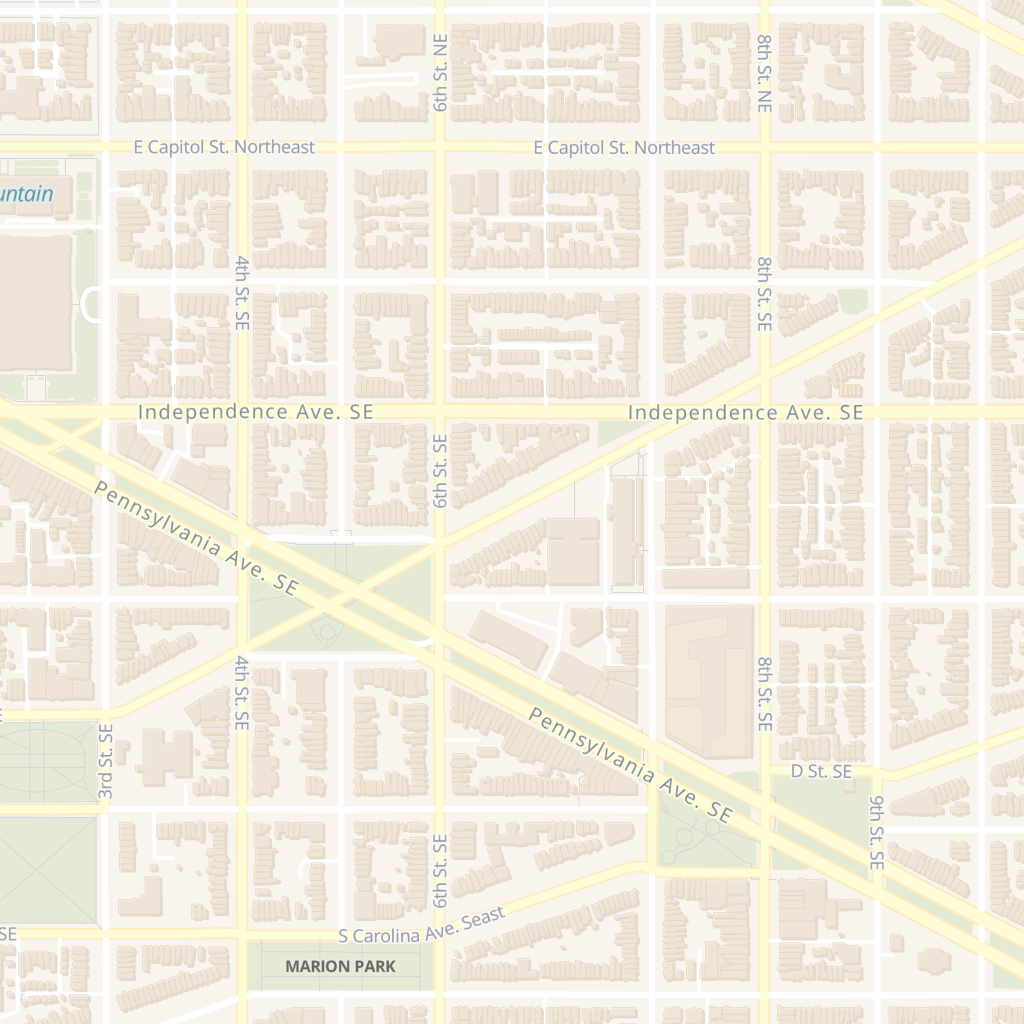 6th St. NE
8th St. NE
E Capitol St. Northeast
E Capitol St. Northeast
untain
4th St. SE
8th St. SE
Independence Ave. SE
Independence Ave. SE
6th St. SE
Pennsylvania Ave. SE
4th St. SE
8th St. SE
Pennsylvania Ave. SE
3rd St. SE
D St. SE
9th St. SE
6th St. SE
S Carolina Ave. Seast
SE
MARION PARK